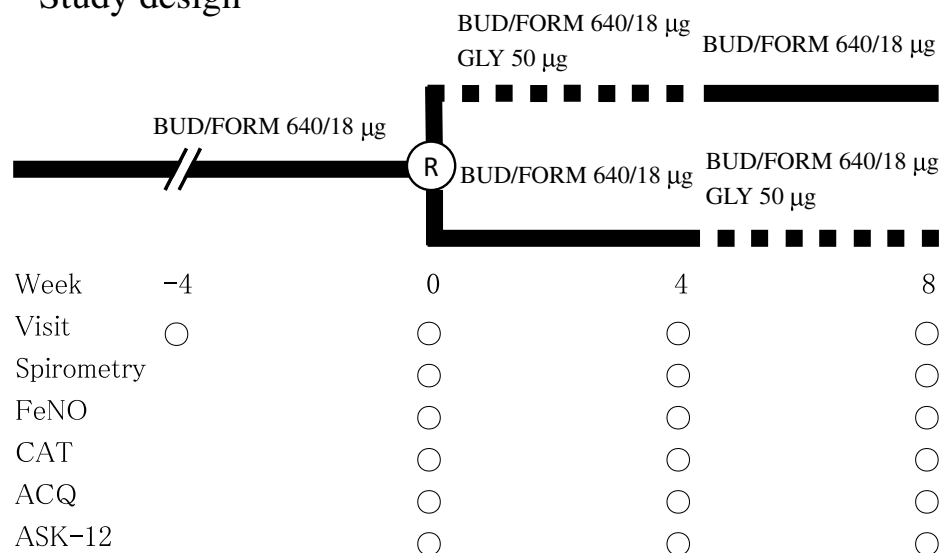 Study design
BUD/FORM 640/18 μg
GLY 50 μg
BUD/FORM 640/18 μg
BUD/FORM 640/18 μg
R
BUD/FORM 640/18 μg
BUD/FORM 640/18 μg
GLY 50 μg
Week -4 0 4 8
Visit ○ ○ ○ ○
Spirometry ○ ○ ○
FeNO ○ ○ ○
CAT ○ ○ ○
ACQ ○ ○ ○
ASK-12 ○ ○ ○